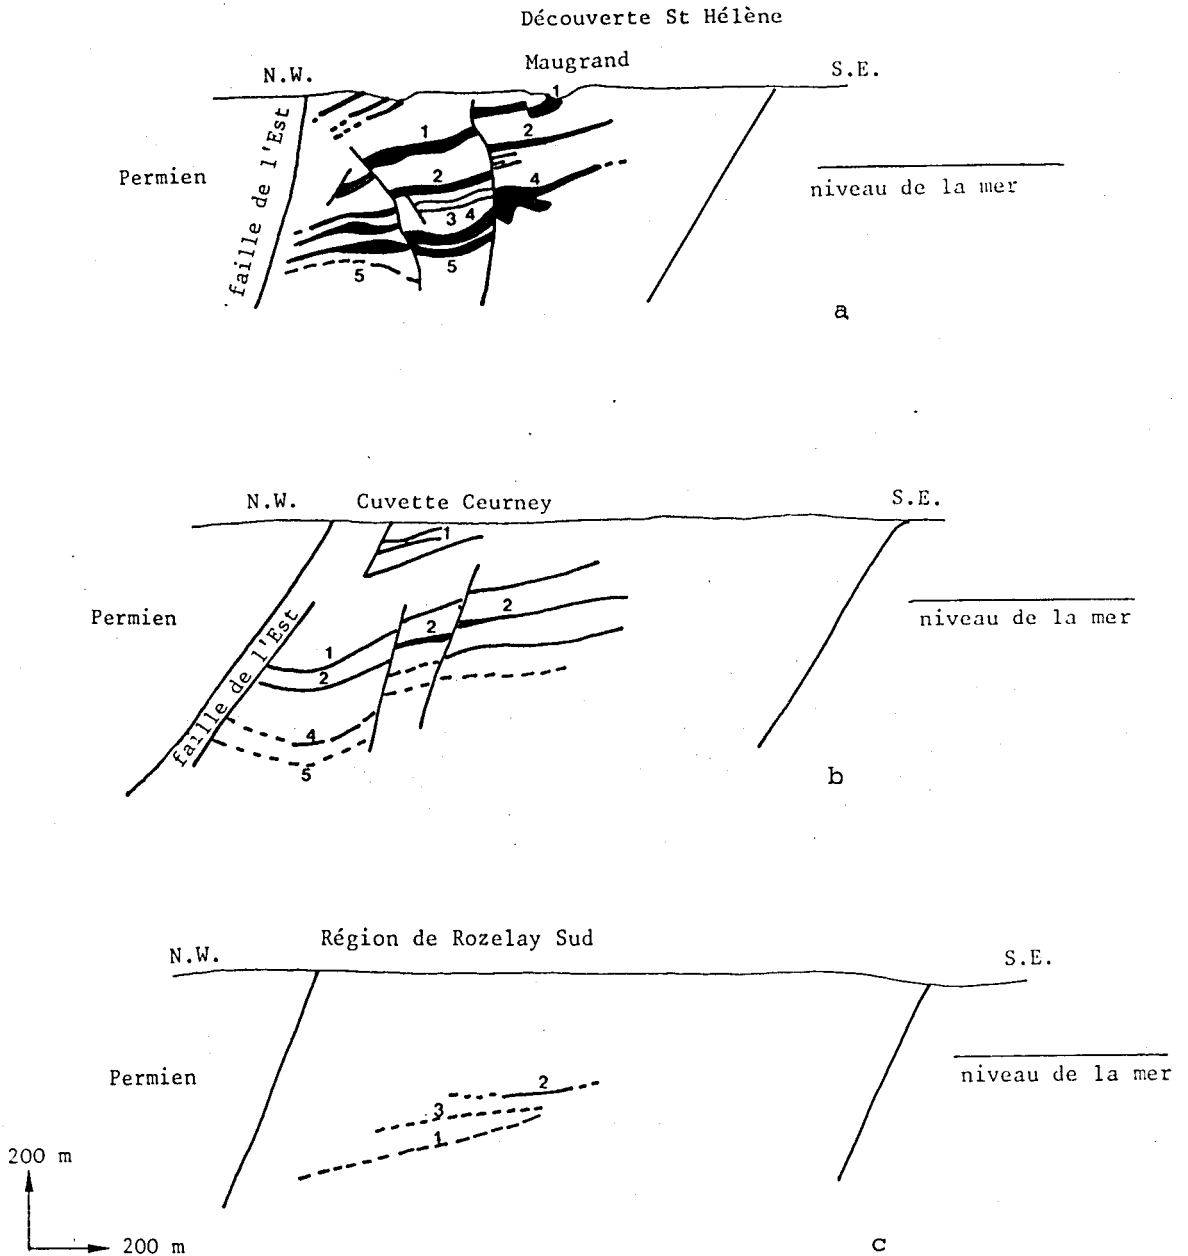 Découverte St Hélène
Maugrand
N.W.
S.E.
1
faille de l'Est
1
2
Permien
2
4
niveau de la mer
3 4
5
5
a
N.W.
Cuvette Ceurney
S.E.
1
2
Permien
faille de l'Est
1
2
2
niveau de la mer
4
5
b
N.W.
Région de Rozelay Sud
S.E.
Permien
2
3
1
niveau de la mer
200 m
200 m
c